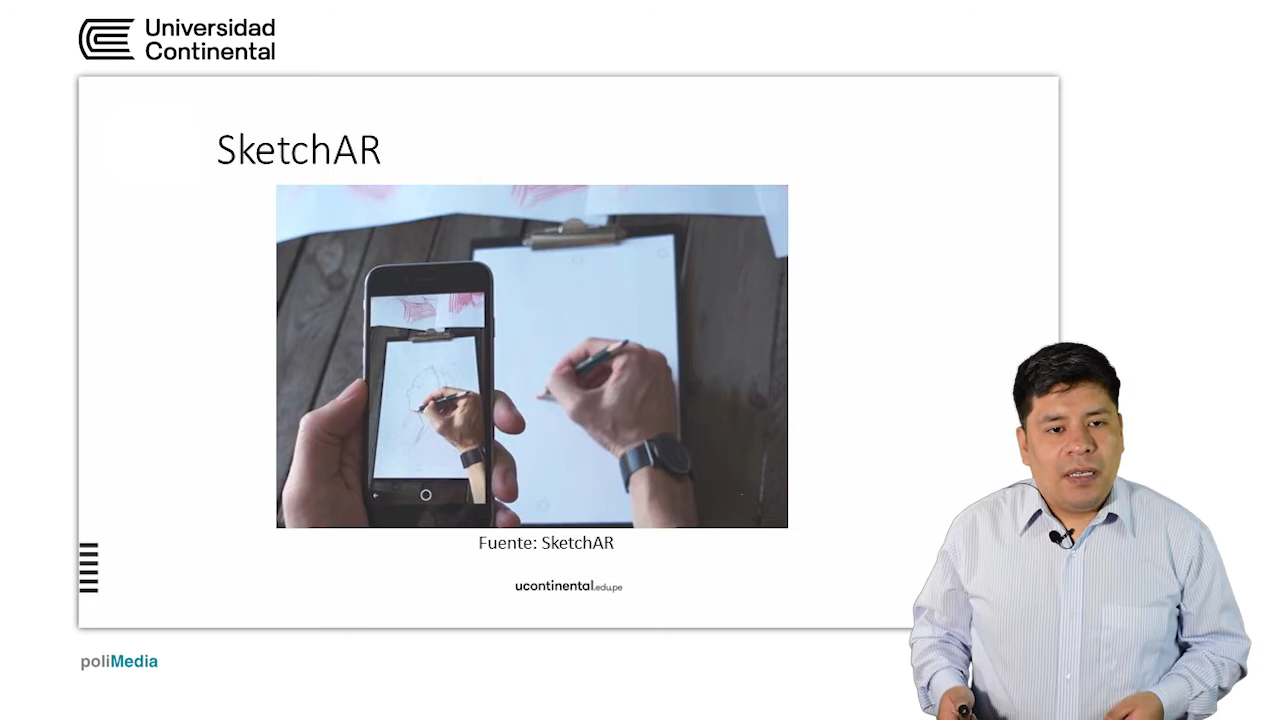 Universidad
Continental
SketchAR
Fuente: SketchAR
ucontinental.edu.pe
poliMedia